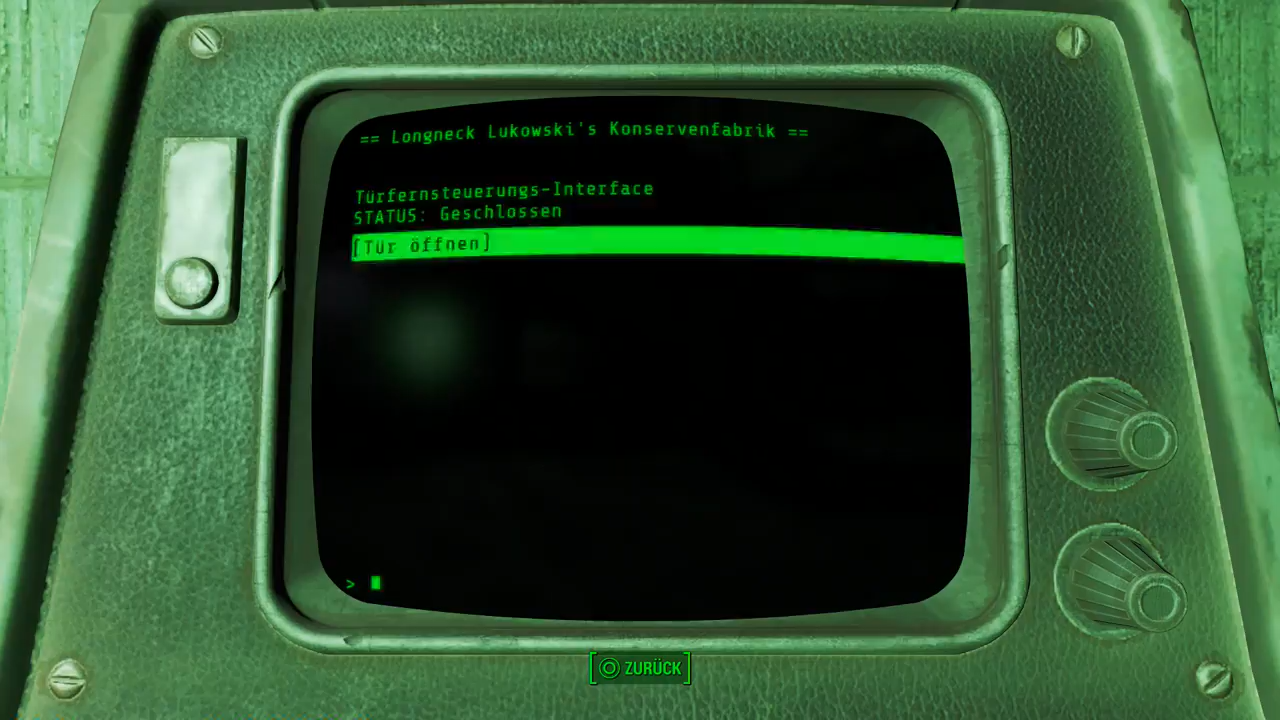 == Longneck Lukowski's Konservenfabrik ==
Türfernsteuerungs-Interface
STATUS: Geschlossen
[Tür öffnen]
>
ZURÜCK